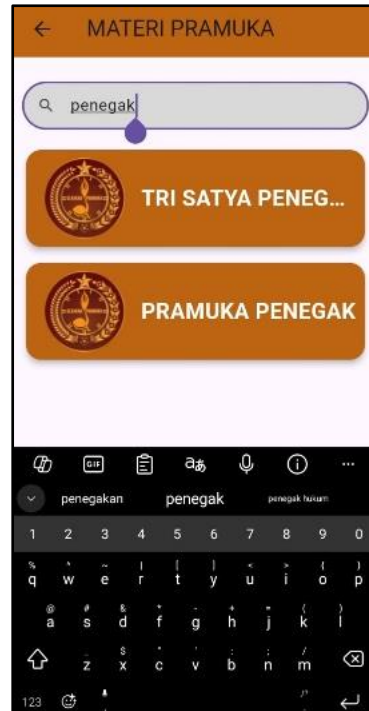 MATERI PRAMUKA
penegak
TRI SATYA PENEG...
PRAMUKA PENEGAK
GIF
penegakan penegak penegak hukum
1 2 3 4 5 6 7 8 9 0
q w e r t y u i o p
a s d f g h j k l
z x c v b n m
123